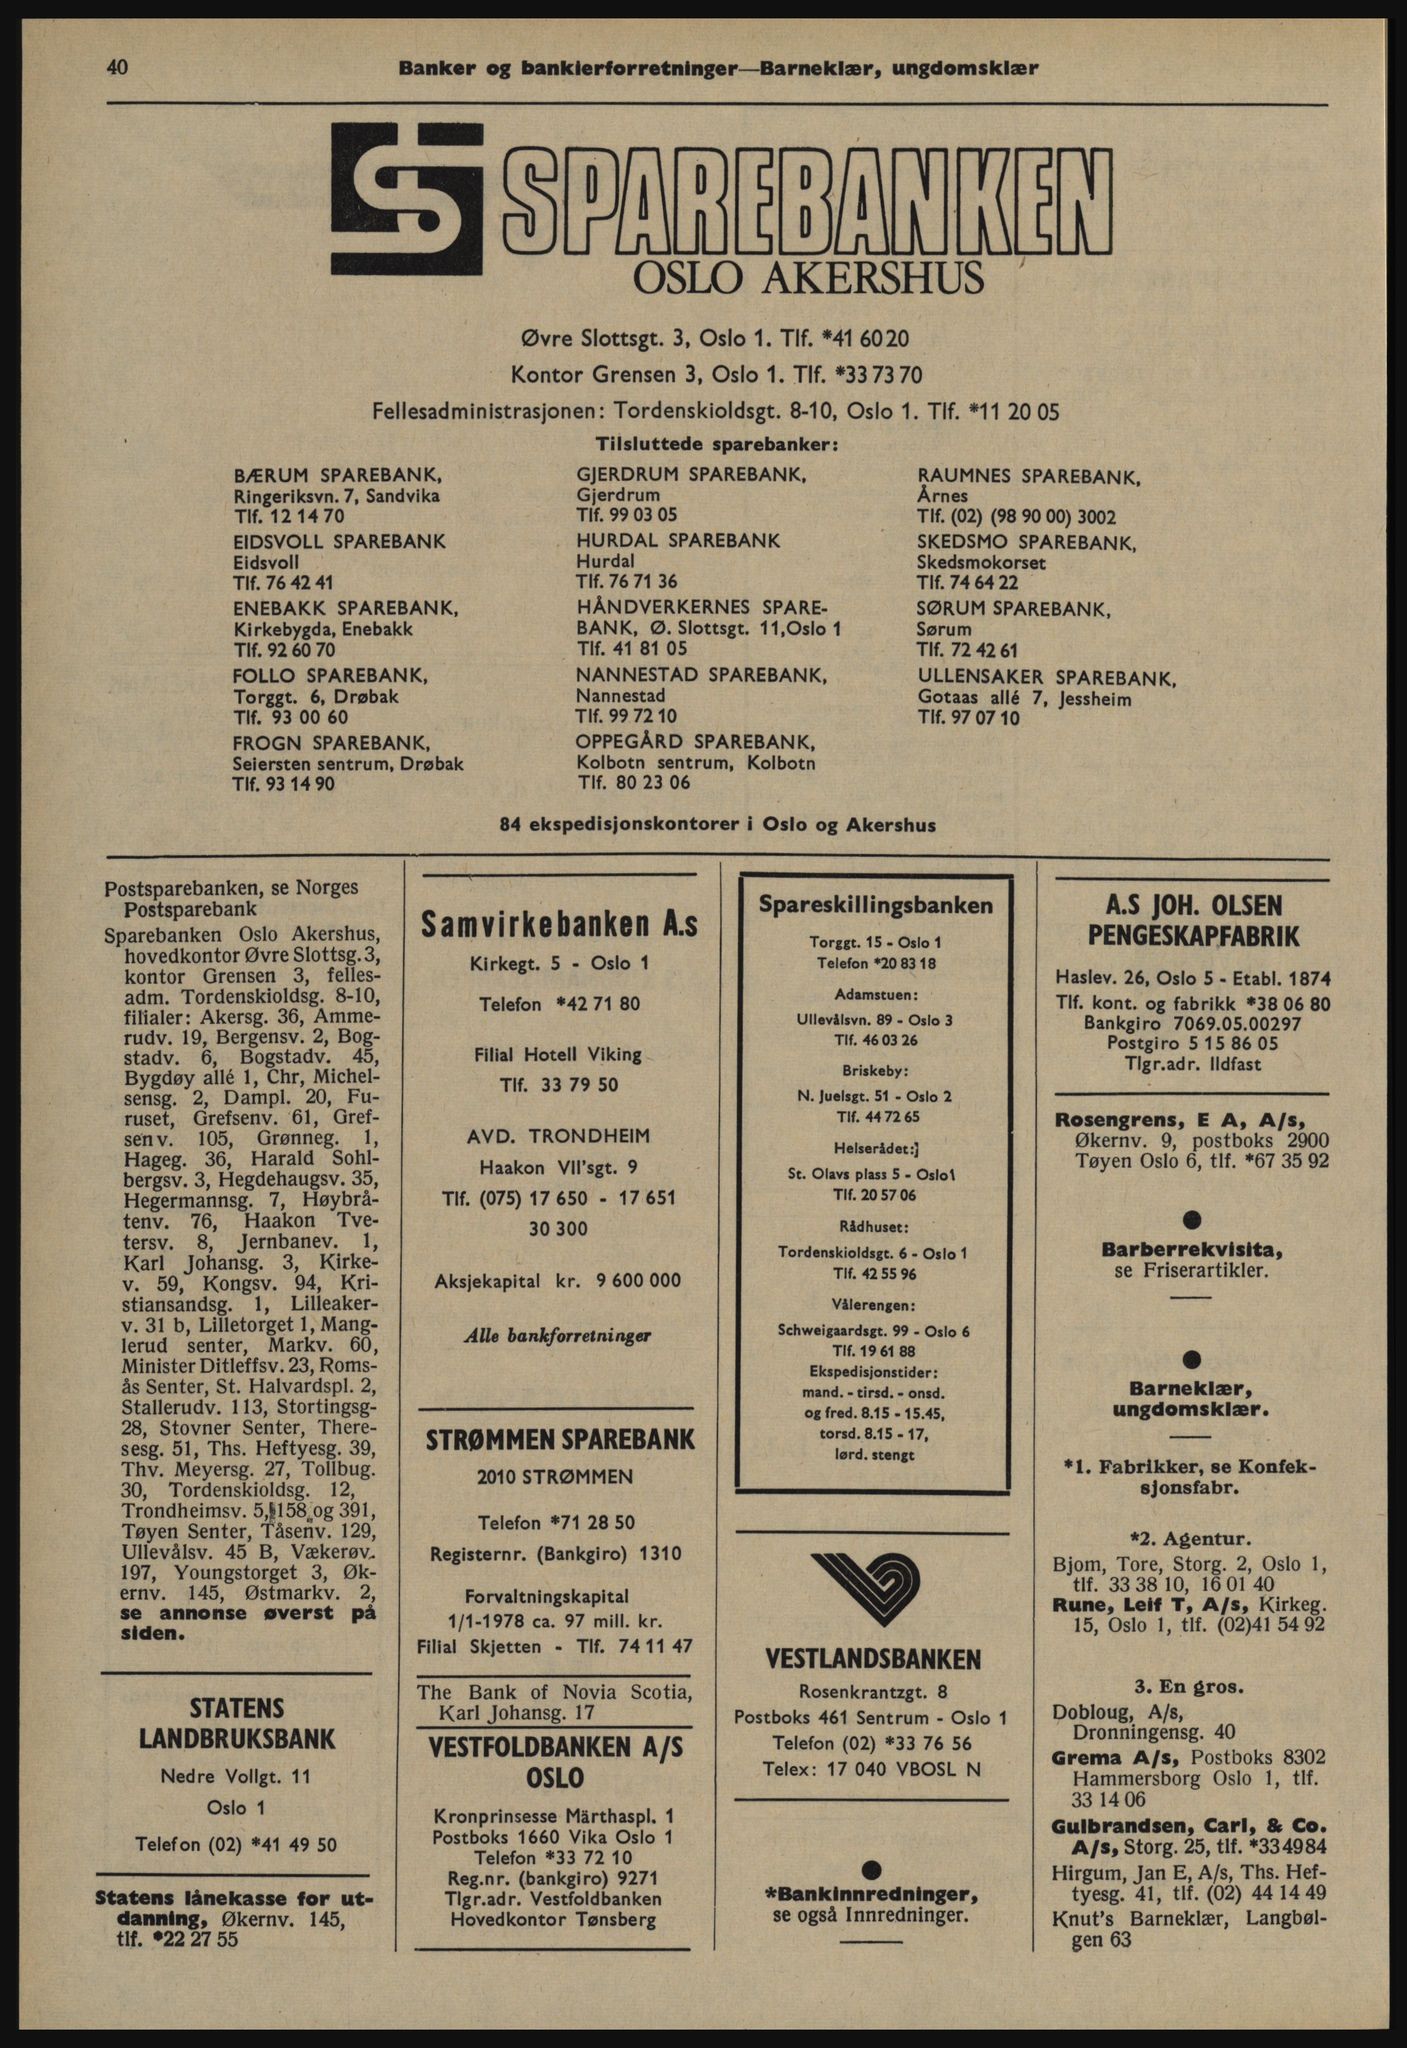 40
Banker og bankierforretninger—Barneklær, ungdomsklær
SPAREBANKEN
OSLO AKERSHUS
Øvre Slottsgt. 3, Oslo 1. Tlf. *41 60 20
Kontor Grensen 3, Oslo 1. Tlf. *33 73 70
Fellesadministrasjonen: Tordenskioldsgt. 8-10, Oslo 1. Tlf. *11 20 05
Tilsluttede sparebanker:
BÆRUM SPAREBANK,
Ringeriksvn. 7, Sandvika
Tlf. 12 14 70
EIDSVOLL SPAREBANK
Eidsvoll
Tlf. 76 42 41
ENEBAKK SPAREBANK,
Kirkebygda, Enebakk
Tlf. 92 60 70
FOLLO SPAREBANK,
Torggt. 6, Drøbak
Tlf. 93 00 60
FROGN SPAREBANK,
Seiersten sentrum, Drøbak
Tlf. 93 14 90
GJERDRUM SPAREBANK,
Gjerdrum
Tlf. 99 03 05
HURDAL SPAREBANK
Hurdal
Tlf. 76 71 36
HÅNDVERKERNES SPARE-
BANK, Ø. Slottsgt. 11,Oslo 1
Tlf. 41 81 05
NANNESTAD SPAREBANK,
Nannestad
Tlf. 99 72 10
OPPEGÅRD SPAREBANK,
Kolbotn sentrum, Kolbotn
Tlf. 80 23 06
RAUMNES SPAREBANK,
Årnes
Tlf. (02) (98 90 00) 3002
SKEDSMO SPAREBANK,
Skedsmokorset
Tlf. 74 64 22
SØRUM SPAREBANK,
Sørum
Tlf. 72 42 61
ULLENSAKER SPAREBANK,
Gotaas allé 7, Jessheim
Tlf. 97 07 10
84 ekspedisjonskontorer i Oslo og Akershus
Postsparebanken, se Norges
Postsparebank
Sparebanken Oslo Akershus,
hovedkontor Øvre Slottsg. 3,
kontor Grensen 3, felles-
adm. Tordenskioldsg. 8-10,
filialer: Akersg. 36, Amme-
rudv. 19, Bergensv. 2, Bog-
stadv. 6, Bogstadv. 45,
Bygdøy allé 1, Chr, Michel-
sensg. 2, Dampl. 20, Fu-
ruset, Grefsenv. 61, Gref-
senv. 105, Grønneg. 1,
Hageg. 36, Harald Sohl-
bergsv. 3, Hegdehaugsv. 35,
Hegermannsg. 7, Høybrå-
tenv. 76, Haakon Tve-
tersv. 8, Jernbanev. 1,
Karl Johansg. 3, Kirke-
v. 59, Kongsv. 94, Kri-
stiansandsg. 1, Lilleaker-
v. 31 b, Lilletorget 1, Mang-
lerud senter, Markv. 60,
Minister Ditleffsv. 23, Roms-
ås Senter, St. Halvardspl. 2,
Stallerudv. 113, Stortingsg-
28, Stovner Senter, There-
sesg. 51, Ths. Heftyesg. 39,
Thv. Meyersg. 27, Tollbug.
30, Tordenskioldsg. 12,
Trondheimsv. 5, 158 og 391,
Tøyen Senter, Tåsenv. 129,
Ullevålsv. 45 B, Vækerøv.
197, Youngstorget 3, Øk-
ernv. 145, Østmarkv. 2,
se annonse øverst på
siden.
STATENS
LANDBRUKSBANK
Nedre Vollgt. 11
Oslo 1
Telefon (02) *41 49 50
Statens lånekasse for ut-
danning, Økernv. 145,
tlf. *22 27 55
Samvirkebanken A.s
Kirkegt. 5 - Oslo 1
Telefon *42 71 80
Filial Hotell Viking
Tlf. 33 79 50
AVD. TRONDHEIM
Haakon VII'sgt. 9
Tlf. (075) 17 650 - 17 651
30 300
Aksjekapital kr. 9 600 000
Alle bankforretninger
STRØMMEN SPAREBANK
2010 STRØMMEN
Telefon *71 28 50
Registernr. (Bankgiro) 1310
Forvaltningskapital
1/1-1978 ca. 97 mill. kr.
Filial Skjetten - Tlf. 74 11 47
The Bank of Novia Scotia,
Karl Johansg. 17
VESTFOLDBANKEN A/S
OSLO
Kronprinsesse Märthaspl. 1
Postboks 1660 Vika Oslo 1
Telefon *33 72 10
Reg.nr. (bankgiro) 9271
Tlgr.adr. Vestfoldbanken
Hovedkontor Tønsberg
Spareskillingsbanken
Torggt. 15 - Oslo 1
Telefon *20 83 18
Adamstuen:
Ullevålsvn. 89 - Oslo 3
Tlf. 46 03 26
Briskeby:
N. Juelsgt. 51 - Oslo 2
Tlf. 44 72 65
Helserådet:]
St. Olavs plass 5 - Oslo1
Tlf. 20 57 06
Rådhuset:
Tordenskioldsgt. 6 - Oslo 1
Tlf. 42 55 96
Vålerengen:
Schweigaardsgt. 99 - Oslo 6
Tlf. 19 61 88
Ekspedisjonstider:
mand. - tirsd. - onsd.
og fred. 8.15 - 15.45,
torsd. 8.15 - 17,
lørd. stengt
VESTLANDSBANKEN
Rosenkrantzgt. 8
Postboks 461 Sentrum - Oslo 1
Telefon (02) *33 76 56
Telex: 17 040 VBOSL N
*Bankinnredninger,
se også Innredninger.
A.S JOH. OLSEN
PENGESKAPFABRIK
Haslev. 26, Oslo 5 - Etabl. 1874
Tlf. kont. og fabrikk *38 06 80
Bankgiro 7069.05.00297
Postgiro 5 15 86 05
Tlgr.adr. Ildfast
Rosengrens, E A, A/s,
Økernv. 9, postboks 2900
Tøyen Oslo 6, tlf. *67 35 92
Barberrekvisita,
se Friserartikler.
Barneklær,
ungdomsklær.
*1. Fabrikker, se Konfek-
sjonsfabr.
*2. Agentur.
Bjom, Tore, Storg. 2, Oslo 1,
tlf. 33 38 10, 16 01 40
Rune, Leif T, A/s, Kirkeg.
15, Oslo 1, tlf. (02)41 54 92
3. En gros.
Dobloug, A/s,
Dronningensg. 40
Grema A/s, Postboks 8302
Hammersborg Oslo 1, tlf.
33 14 06
Gulbrandsen, Carl, & Co.
A/s, Storg. 25, tlf. *33 49 84
Hirgum, Jan E, A/s, Ths. Hef-
tyesg. 41, tlf. (02) 44 14 49
Knut's Barneklær, Langbøl-
gen 63